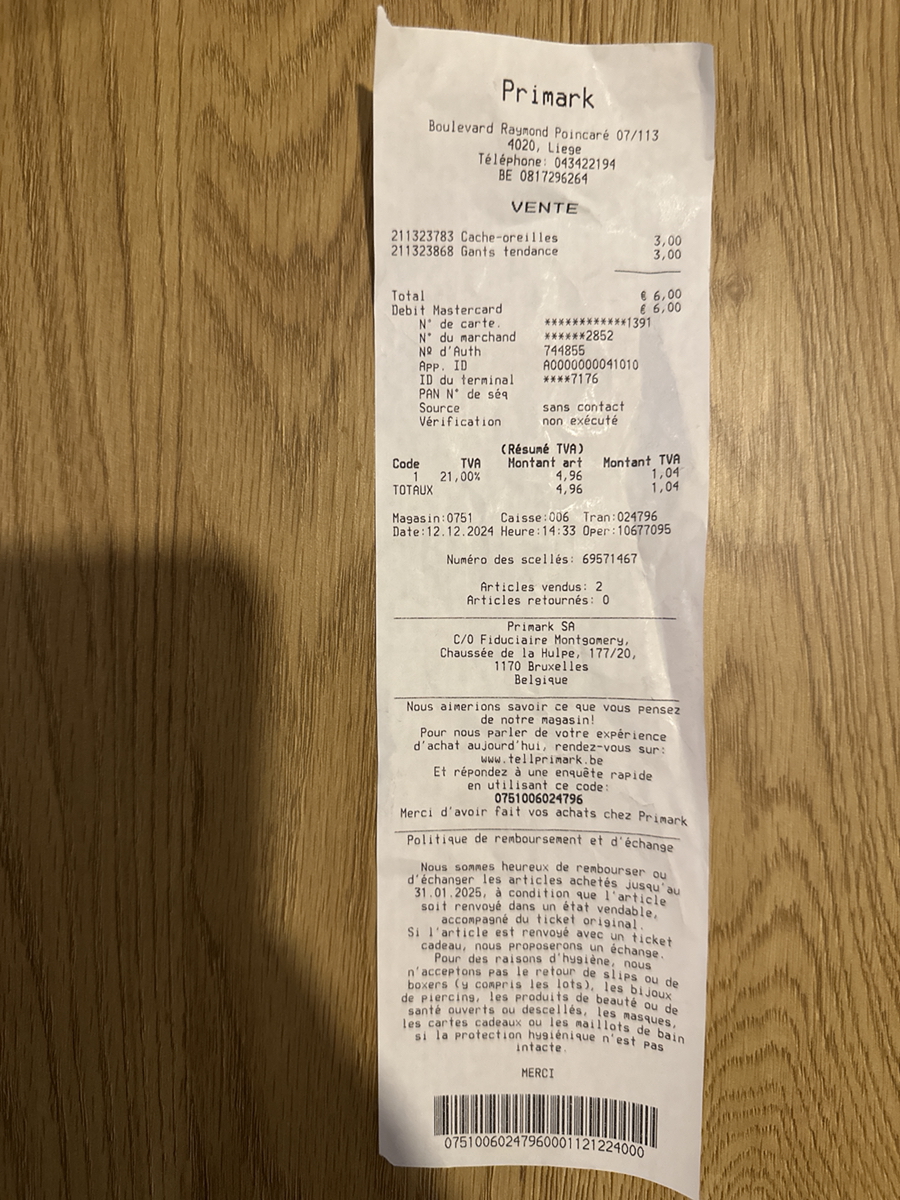 Primark
Boulevard Raymond Poincaré 07/113
4020, Liege
Téléphone: 043422194
BE 0817296264
VENTE
211323783 Cache-oreilles 3,00
211323868 Gants tendance 3,00
Total € 6,00
Debit Mastercard € 6,00
N° de carte. ************1391
N° du marchand ******2852
Nº d'Auth 744855
App. ID A0000000041010
ID du terminal ****7176
PAN N° de séq
Source sans contact
Vérification non exécuté
(Résumé TVA)
Code TVA Montant art Montant TVA
1 21,00% 4,96 1,04
TOTAUX 4,96 1,04
Magasin:0751 Caisse:006 Tran:024796
Date:12.12.2024 Heure:14:33 Oper:10677095
Numéro des scellés: 69571467
Articles vendus: 2
Articles retournés: 0
Primark SA
C/O Fiduciaire Montgomery,
Chaussée de la Hulpe, 177/20,
1170 Bruxelles
Belgique
Nous aimerions savoir ce que vous pensez
de notre magasin!
Pour nous parler de votre expérience
d'achat aujourd'hui, rendez-vous sur:
www.tellprimark.be
Et répondez à une enquête rapide
en utilisant ce code:
0751006024796
Merci d'avoir fait vos achats chez Primark
Politique de remboursement et d'échange
Nous sommes heureux de rembourser ou
d'échanger les articles achetés jusqu'au
31.01.2025, à condition que l'article
soit renvoyé dans un état vendable,
accompagné du ticket original.
Si l'article est renvoyé avec un ticket
cadeau, nous proposerons un échange.
Pour des raisons d'hygiène, nous
n'acceptons pas le retour de slips ou de
boxers (y compris les lots), les bijoux
de piercing, les produits de beauté ou de
santé ouverts ou descellés, les masques,
les cartes cadeaux ou les maillots de bain
si la protection hygiénique n'est pas
intacte.
MERCI
07510060247960001121224000